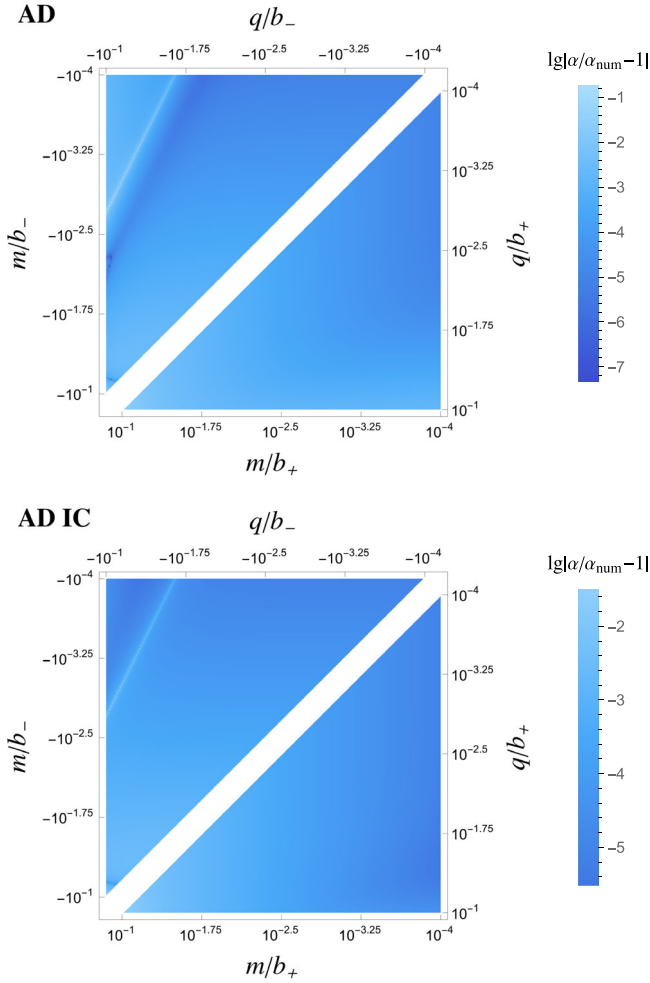 AD
q/b₋
−10⁻¹ −10⁻¹·⁷⁵ −10⁻²·⁵ −10⁻³·²⁵ −10⁻⁴
lg|α/αnum−1|
−10⁻⁴
−10⁻³·²⁵
−10⁻²·⁵
−10⁻¹·⁷⁵
−10⁻¹
m/b₋
10⁻⁴
10⁻³·²⁵
10⁻²·⁵
10⁻¹·⁷⁵
10⁻¹
q/b₊
−1
−2
−3
−4
−5
−6
−7
10⁻¹ 10⁻¹·⁷⁵ 10⁻²·⁵ 10⁻³·²⁵ 10⁻⁴
m/b₊
AD IC
q/b₋
−10⁻¹ −10⁻¹·⁷⁵ −10⁻²·⁵ −10⁻³·²⁵ −10⁻⁴
lg|α/αnum−1|
−10⁻⁴
−10⁻³·²⁵
−10⁻²·⁵
−10⁻¹·⁷⁵
−10⁻¹
m/b₋
10⁻⁴
10⁻³·²⁵
10⁻²·⁵
10⁻¹·⁷⁵
10⁻¹
q/b₊
−2
−3
−4
−5
10⁻¹ 10⁻¹·⁷⁵ 10⁻²·⁵ 10⁻³·²⁵ 10⁻⁴
m/b₊